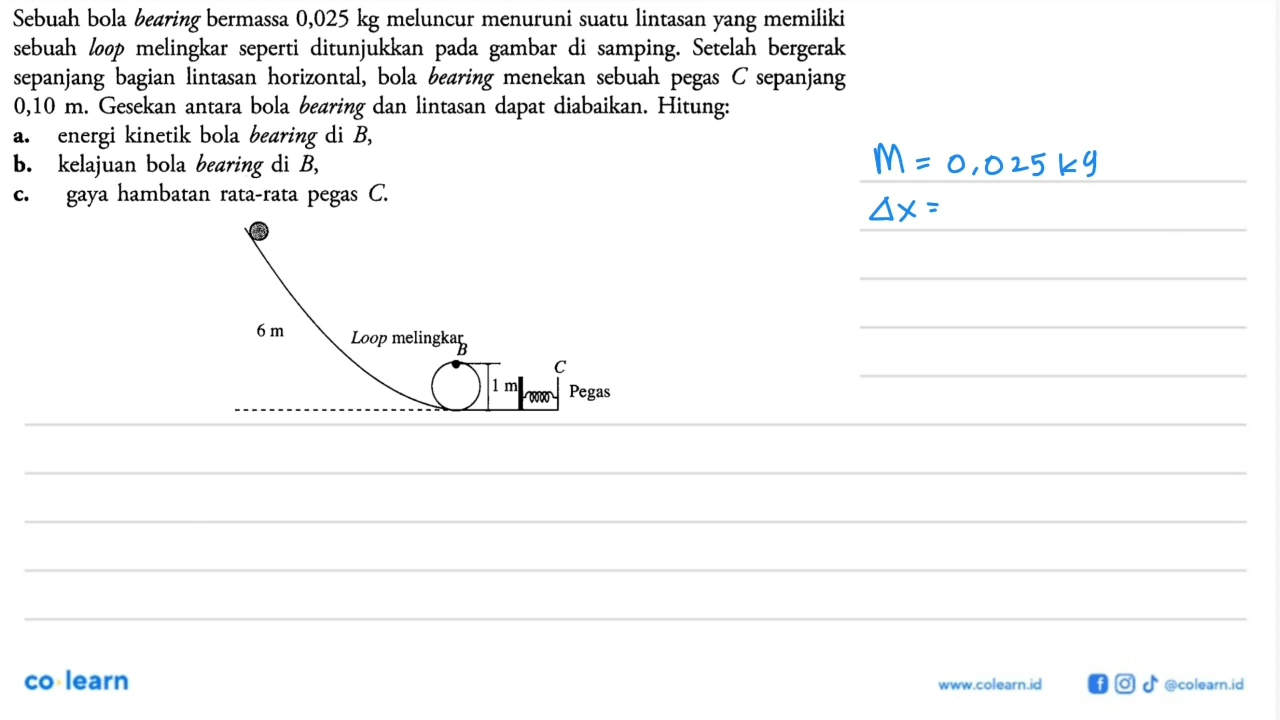 Sebuah bola bearing bermassa 0,025 kg meluncur menuruni suatu lintasan yang memiliki
sebuah loop melingkar seperti ditunjukkan pada gambar di samping. Setelah bergerak
sepanjang bagian lintasan horizontal, bola bearing menekan sebuah pegas C sepanjang
0,10 m. Gesekan antara bola bearing dan lintasan dapat diabaikan. Hitung:
a. energi kinetik bola bearing di B,
b. kelajuan bola bearing di B,
c. gaya hambatan rata-rata pegas C.
M = 0,025 kg
Δx =
6 m
Loop melingkar
B
1 m
C
Pegas
co learn
www.colearn.id
@colearn.id